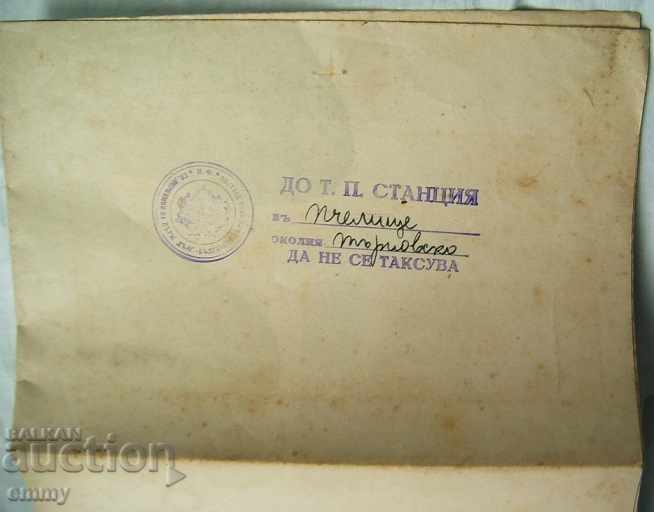 ДО Т. П. СТАНЦИЯ
въ Пчелище
околия Търновско
ДА НЕ СЕ ТАКСУВА
BALKAN
auction
emmy